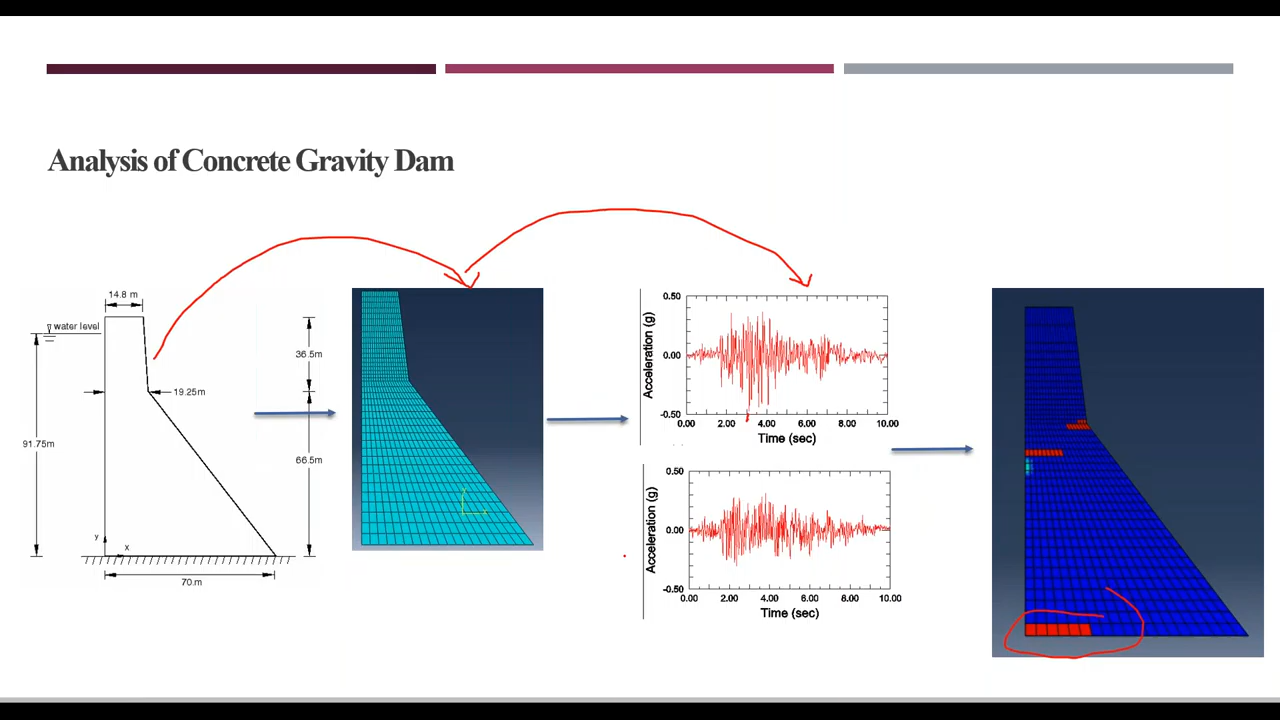 Analysis of Concrete Gravity Dam
14.8 m
water level
36.5m
19.25m
91.75m
66.5m
y
x
70.m
0.50
0.00
-0.50
Acceleration (g)
0.00 2.00 4.00 6.00 8.00 10.00
Time (sec)
0.50
0.00
-0.50
Acceleration (g)
0.00 2.00 4.00 6.00 8.00 10.00
Time (sec)